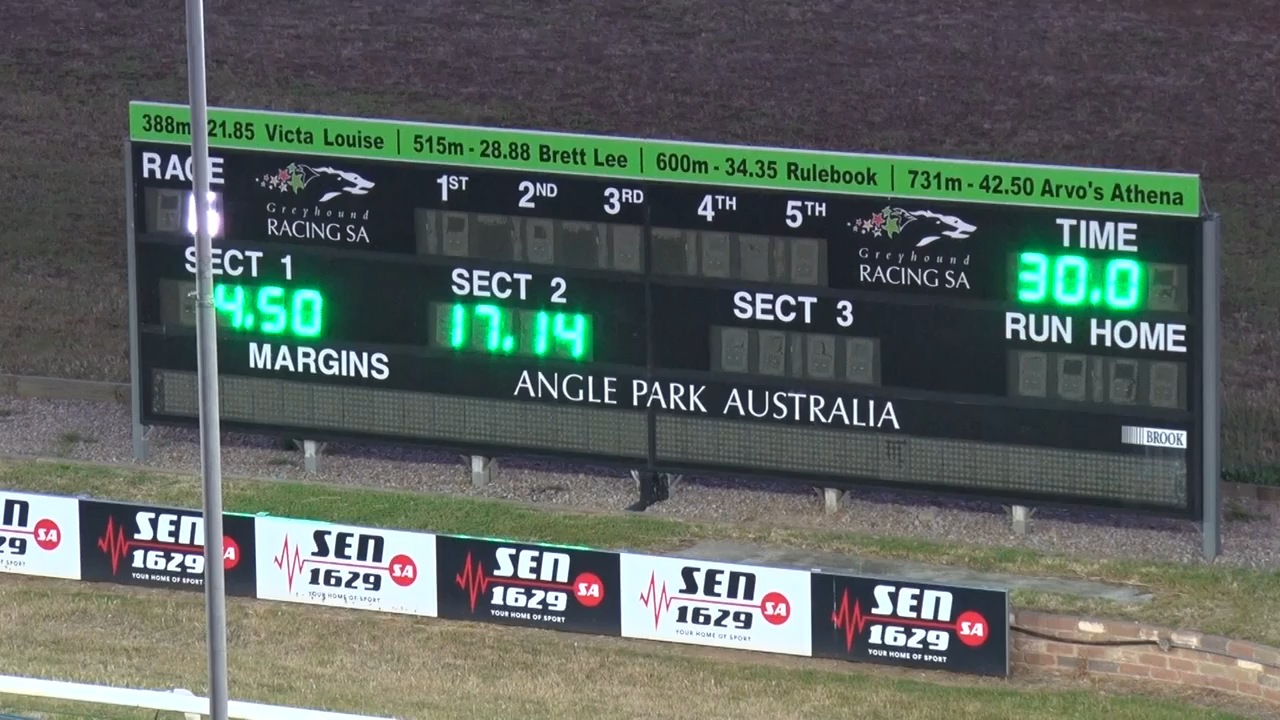 388m 21.85 Victa Louise | 515m - 28.88 Brett Lee | 600m - 34.35 Rulebook | 731m - 42.50 Arvo's Athena
RACE
Greyhound
RACING SA
1ST 2ND 3RD 4TH 5TH
Greyhound
RACING SA
TIME
30.0
SECT 1
4.50
SECT 2
17.14
SECT 3
RUN HOME
MARGINS
ANGLE PARK AUSTRALIA
BROOK
N
29 SA
SEN
1629 SA
YOUR HOME OF SPORT
SEN
1629 SA
YOUR HOME OF SPORT
SEN
1629 SA
YOUR HOME OF SPORT
SEN
1629 SA
YOUR HOME OF SPORT
SEN
1629 SA
YOUR HOME OF SPORT